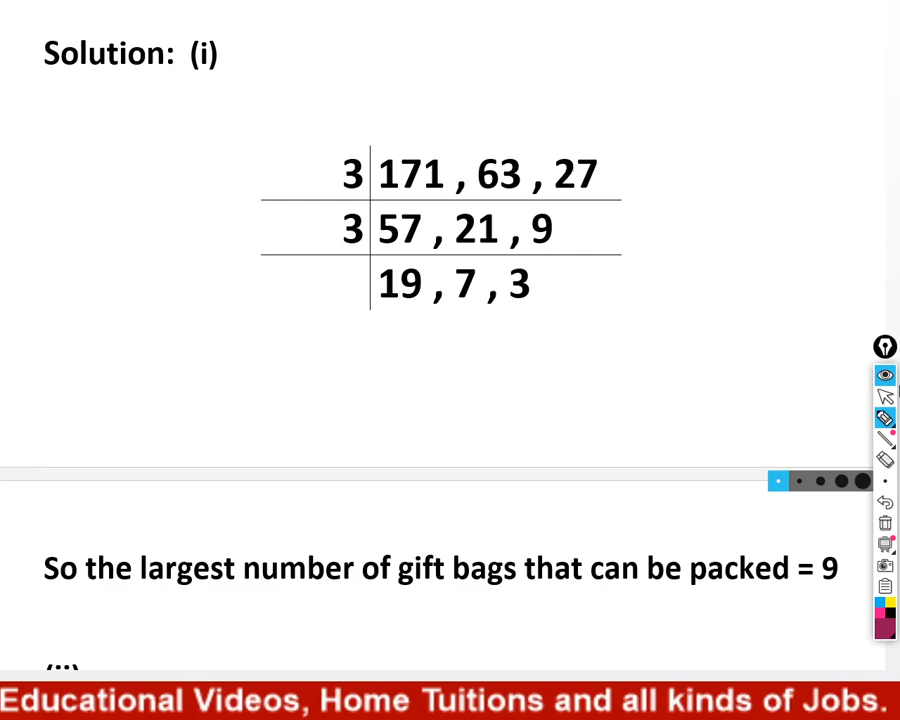 Solution: (i)
3 171 , 63 , 27
3 57 , 21 , 9
19 , 7 , 3
So the largest number of gift bags that can be packed = 9
(ii)
Educational Videos, Home Tuitions and all kinds of Jobs.